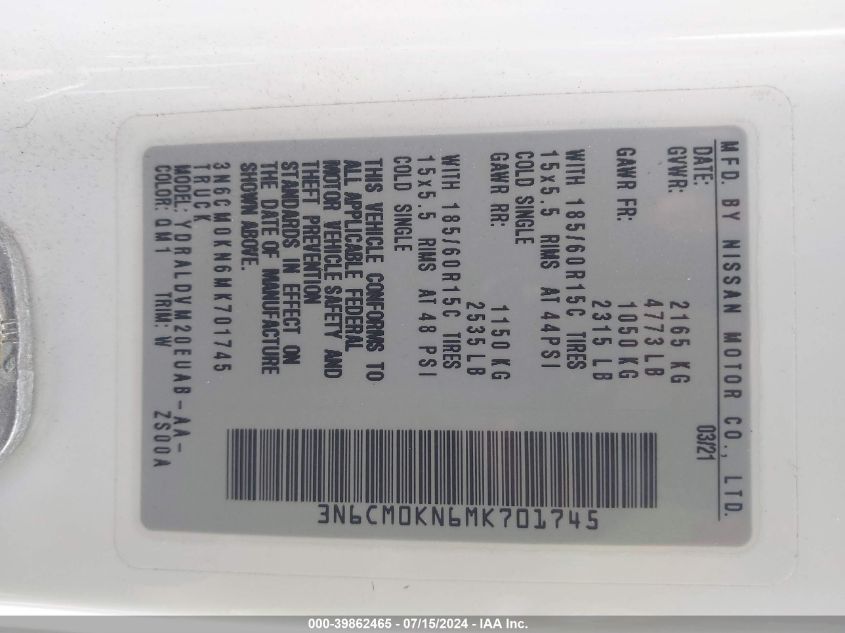 MFD. BY NISSAN MOTOR CO., LTD.
DATE: 03/21
GVWR: 2165 KG
4773 LB
GAWR FR: 1050 KG
2315 LB
WITH 185/60R15C TIRES
15x5.5 RIMS AT 44PSI
COLD SINGLE
GAWR RR: 1150 KG
2535 LB
WITH 185/60R15C TIRES
15x5.5 RIMS AT 48 PSI
COLD SINGLE
THIS VEHICLE CONFORMS TO
ALL APPLICABLE FEDERAL
MOTOR VEHICLE SAFETY AND
THEFT PREVENTION
STANDARDS IN EFFECT ON
THE DATE OF MANUFACTURE
SHOWN ABOVE.
3N6CM0KN6MK701745
TRUCK
MODEL: YDRALDVM20EUAB-AA-
ZS00A
COLOR: QM1 TRIM: W
3N6CM0KN6MK701745
000-39862465 - 07/15/2024 - IAA Inc.